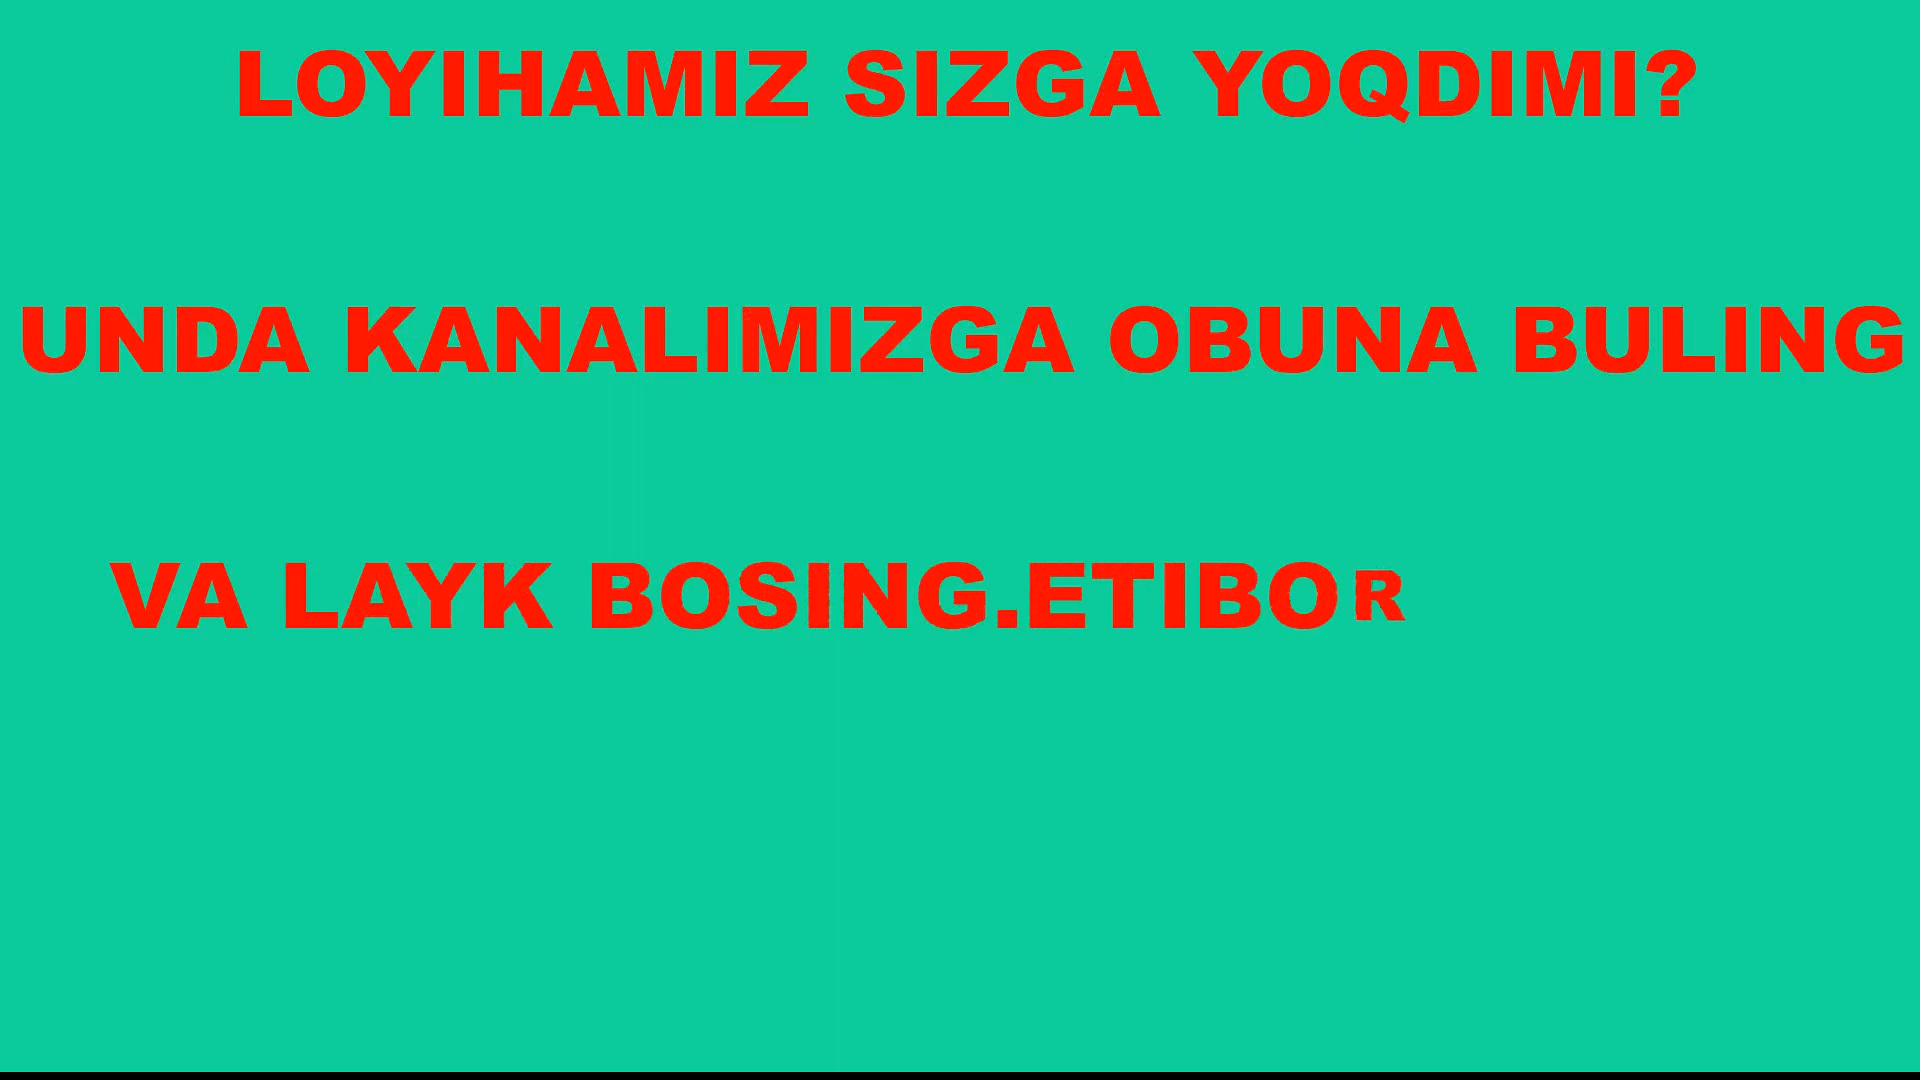 LOYIHAMIZ SIZGA YOQDIMI?
UNDA KANALIMIZGA OBUNA BULING
VA LAYK BOSING.ETIBOR